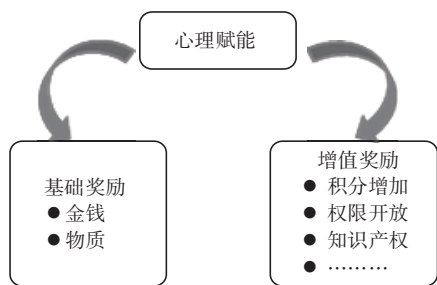 心理赋能
基础奖励
● 金钱
● 物质
增值奖励
● 积分增加
● 权限开放
● 知识产权
● ………